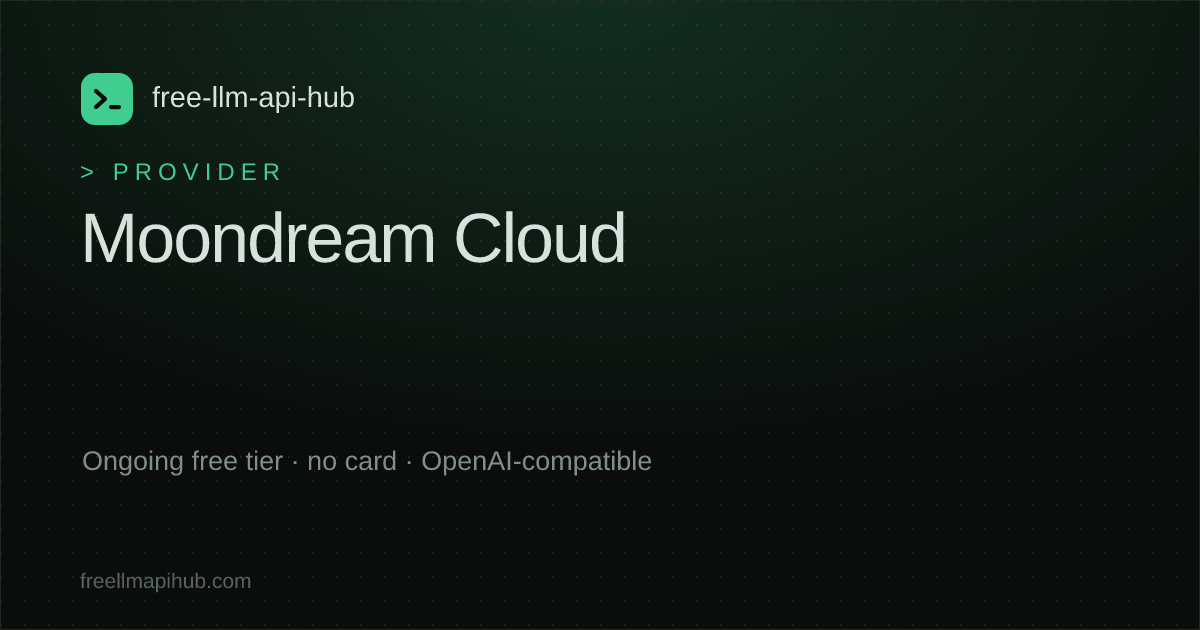 free-llm-api-hub
> PROVIDER
Moondream Cloud
Ongoing free tier · no card · OpenAI-compatible
freellmapihub.com